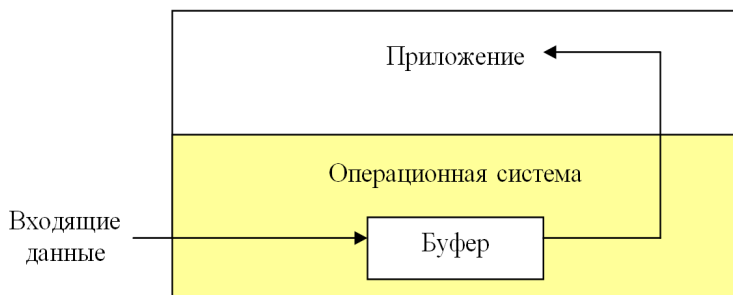 Приложение
Операционная система
Входящие
данные
Буфер